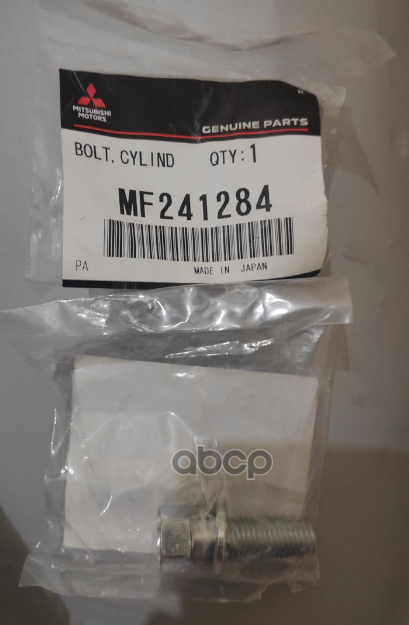 R
MITSUBISHI
MOTORS
GENUINE PARTS
BOLT, CYLIND QTY: 1
MF241284
PA MADE IN JAPAN
abcp